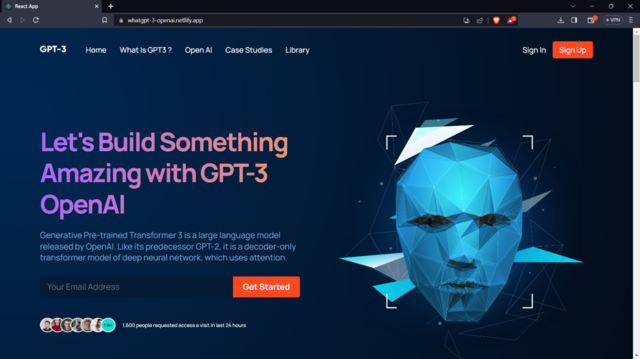 React App
whatgpt-3-openai.netlify.app
VPN
GPT-3
Home What Is GPT3 ? Open AI Case Studies Library
Sign In Sign Up
Let's Build Something
Amazing with GPT-3
OpenAI
Generative Pre-trained Transformer 3 is a large language model
released by OpenAI. Like its predecessor GPT-2, it is a decoder-only
transformer model of deep neural network, which uses attention.
Your Email Address Get Started
1,600 people requested access a visit in last 24 hours